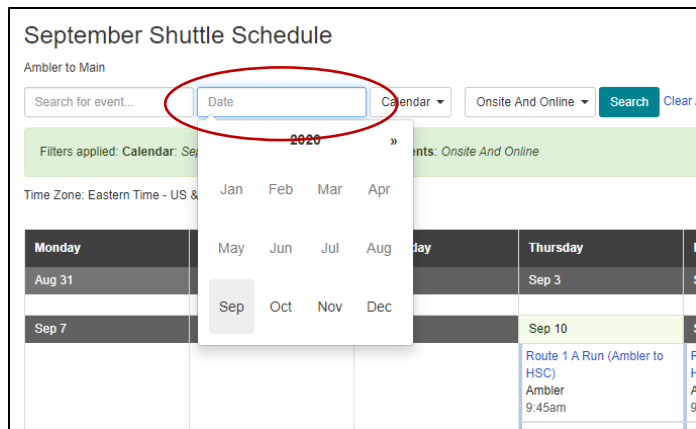 September Shuttle Schedule
Ambler to Main
Search for event... Date Calendar Onsite And Online Search Clear
Filters applied: Calendar: Sep nts: Onsite And Online
2020 »
Time Zone: Eastern Time - US &
Jan Feb Mar Apr
May Jun Jul Aug
Sep Oct Nov Dec
Monday day Thursday
Aug 31 Sep 3
Sep 7 Sep 10
Route 1 A Run (Ambler to
HSC)
Ambler
9:45am